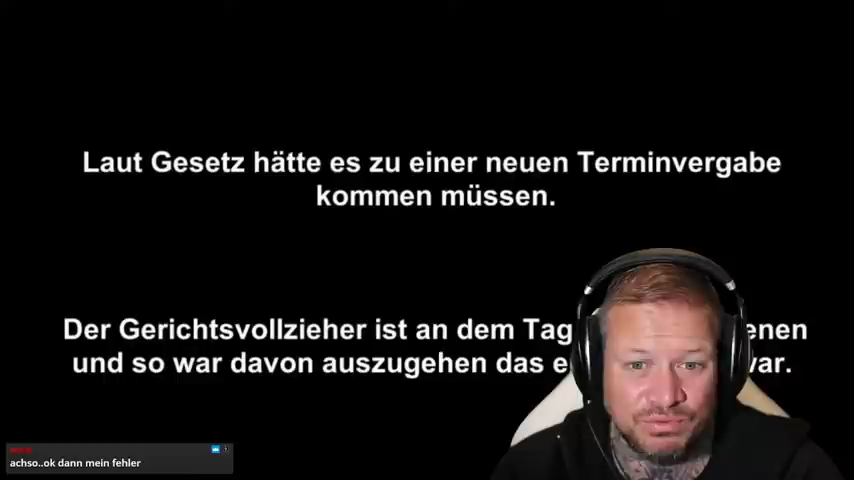 Laut Gesetz hätte es zu einer neuen Terminvergabe
kommen müssen.
Der Gerichtsvollzieher ist an dem Tag
und so war davon auszugehen das
achso..ok dann mein fehler